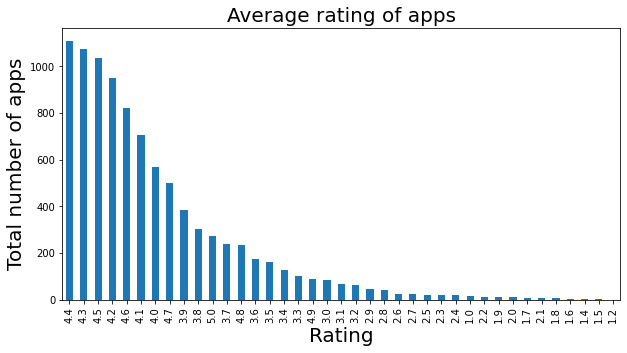 Average rating of apps
Total number of apps
1000
800
600
400
200
0
4.4 4.3 4.5 4.2 4.6 4.1 4.0 4.7 3.9 3.8 5.0 3.7 4.8 3.6 3.5 3.4 3.3 4.9 3.0 3.1 3.2 2.9 2.8 2.6 2.7 2.5 2.3 2.4 1.0 2.2 1.9 2.0 1.7 2.1 1.8 1.6 1.4 1.5 1.2
Rating